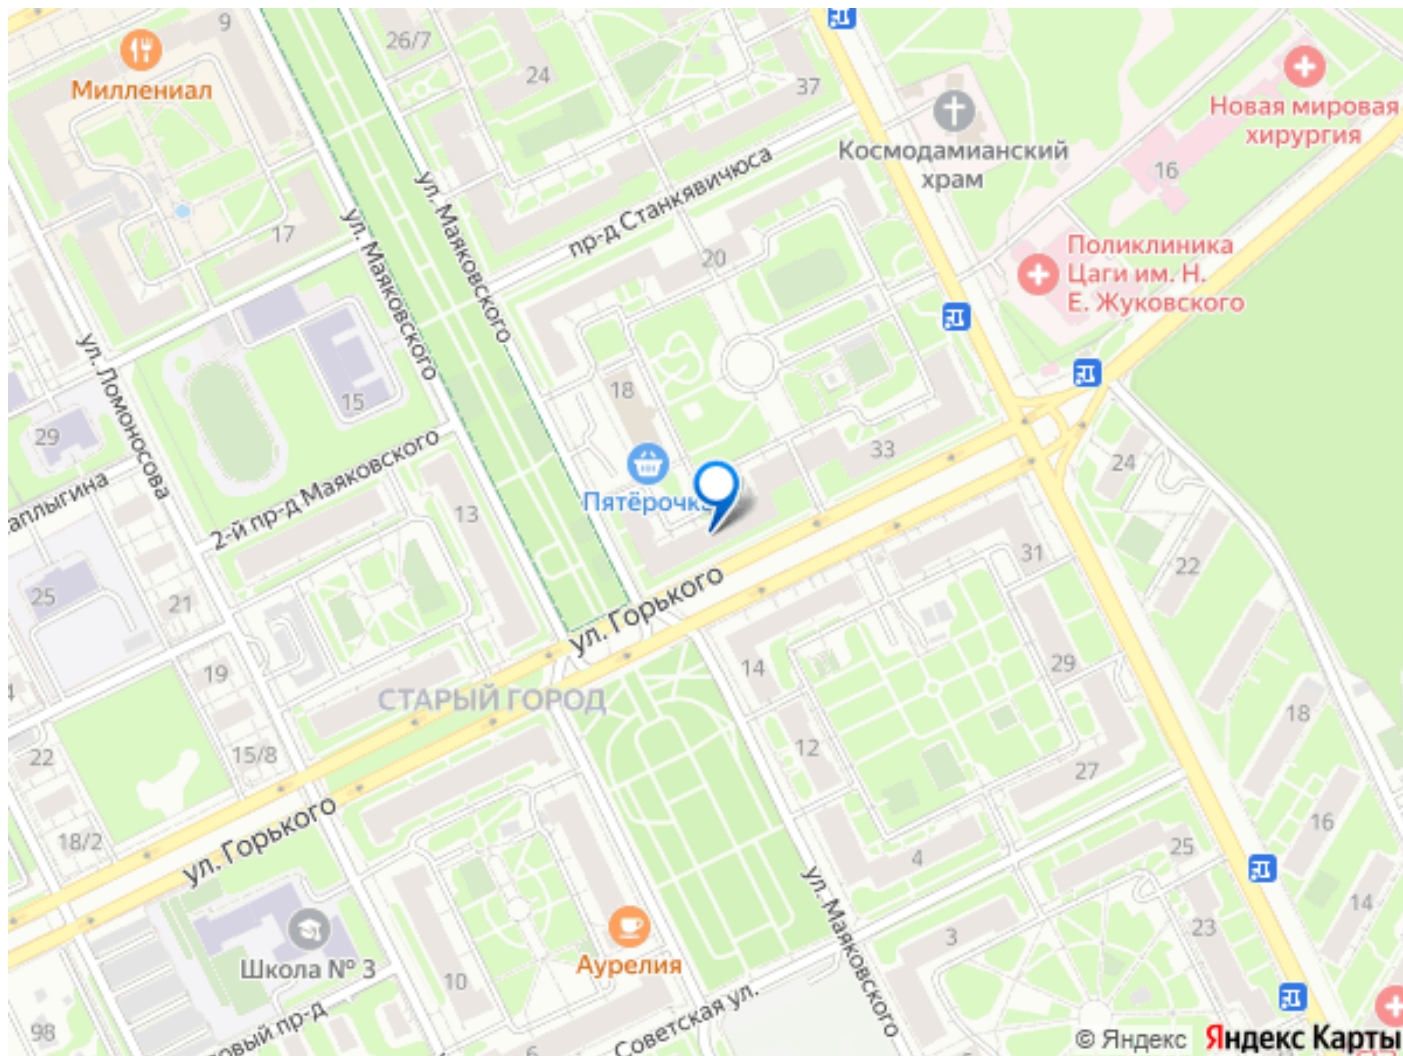 9
Миллениал
26/7
24
37
Новая мировая
хирургия
Космодамианский
храм
16
ул. Маяковского
пр-д Станкявичюса
ул. Маяковского
17
20
Поликлиника
Цаги им. Н.
Е. Жуковского
ул. Ломоносова
15
18
29
33
24
2-й пр-д Маяковского
13
Пятёрочка
31
22
25
21
ул. Горького
19
14
29
СТАРЫЙ ГОРОД
18
22
15/8
12
27
16
18/2
ул. Горького
4
25
ул. Маяковского
14
Школа № 3
Аурелия
3
23
10
98
Советская ул.
6
© Яндекс
Яндекс Карты